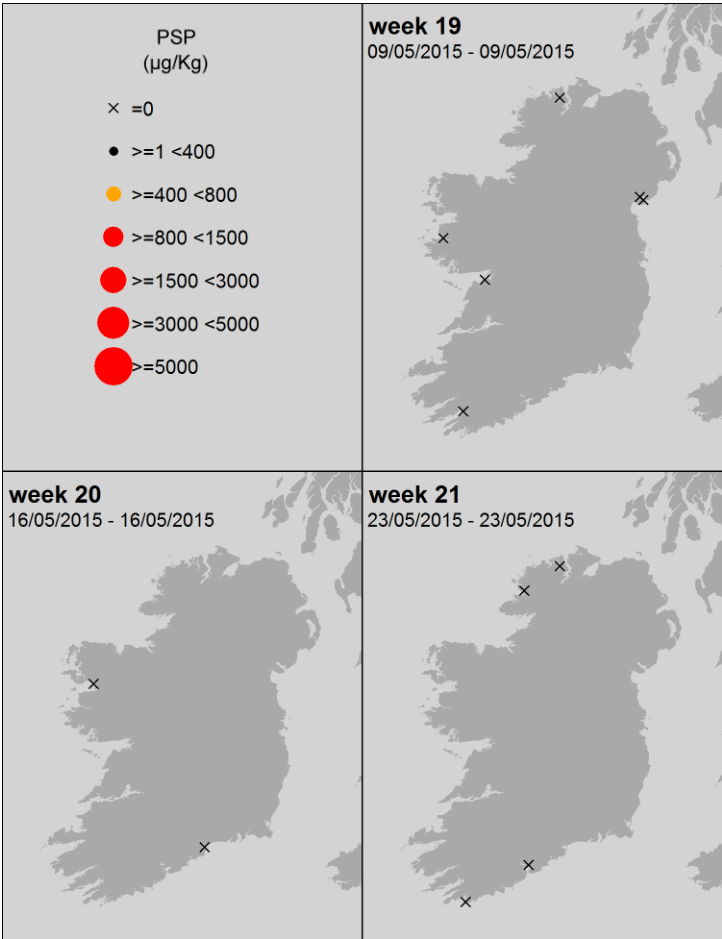 PSP
(µg/Kg)
=0
>=1 <400
>=400 <800
>=800 <1500
>=1500 <3000
>=3000 <5000
>=5000
week 19
09/05/2015 - 09/05/2015
week 20
16/05/2015 - 16/05/2015
week 21
23/05/2015 - 23/05/2015